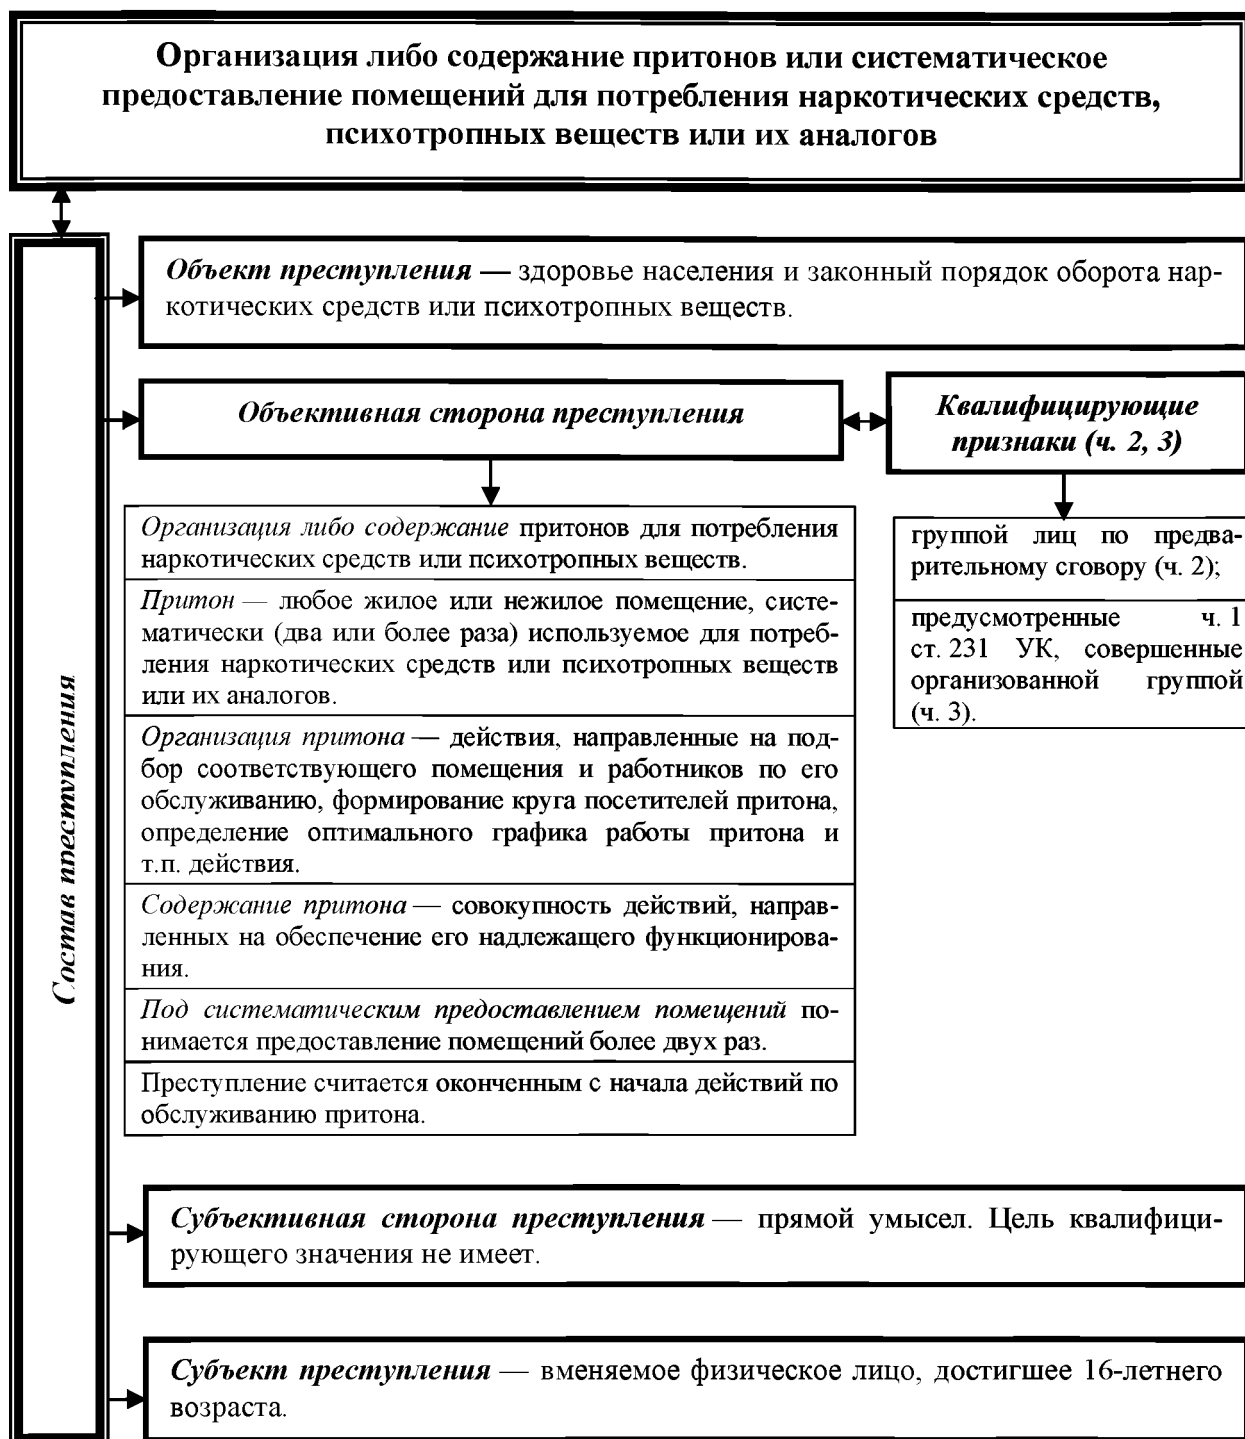 Организация либо содержание притонов или систематическое
предоставление помещений для потребления наркотических средств,
психотропных веществ или их аналогов
Состав преступления
Объект преступления — здоровье населения и законный порядок оборота нар-
котических средств или психотропных веществ.
Объективная сторона преступления
Квалифицирующие
признаки (ч. 2, 3)
Организация либо содержание притонов для потребления
наркотических средств или психотропных веществ.
Притон — любое жилое или нежилое помещение, систе-
матически (два или более раза) используемое для потреб-
ления наркотических средств или психотропных веществ
или их аналогов.
Организация притона — действия, направленные на под-
бор соответствующего помещения и работников по его
обслуживанию, формирование круга посетителей притона,
определение оптимального графика работы притона и
т.п. действия.
Содержание притона — совокупность действий, направ-
ленных на обеспечение его надлежащего функционирова-
ния.
Под систематическим предоставлением помещений по-
нимается предоставление помещений более двух раз.
Преступление считается оконченным с начала действий по
обслуживанию притона.
группой лиц по предва-
рительному сговору (ч. 2);
предусмотренные ч. 1
ст. 231 УК, совершенные
организованной группой
(ч. 3).
Субъективная сторона преступления — прямой умысел. Цель квалифици-
рующего значения не имеет.
Субъект преступления — вменяемое физическое лицо, достигшее 16-летнего
возраста.